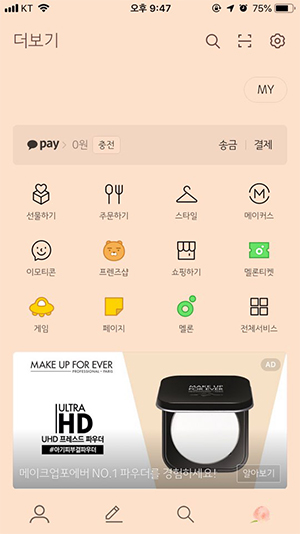 KT 오후 9:47 75%
더보기
MY
pay 0원 충전 송금 결제
선물하기 주문하기 스타일 메이커스
이모티콘 프렌즈샵 쇼핑하기 멜론티켓
게임 페이지 멜론 전체서비스
MAKE UP FOR EVER AD
PROFESSIONAL - PARIS
ULTRA
HD
UHD 프레스드 파우더
#아기피부결파우더
메이크업포에버 NO.1 파우더를 경험하세요! 알아보기